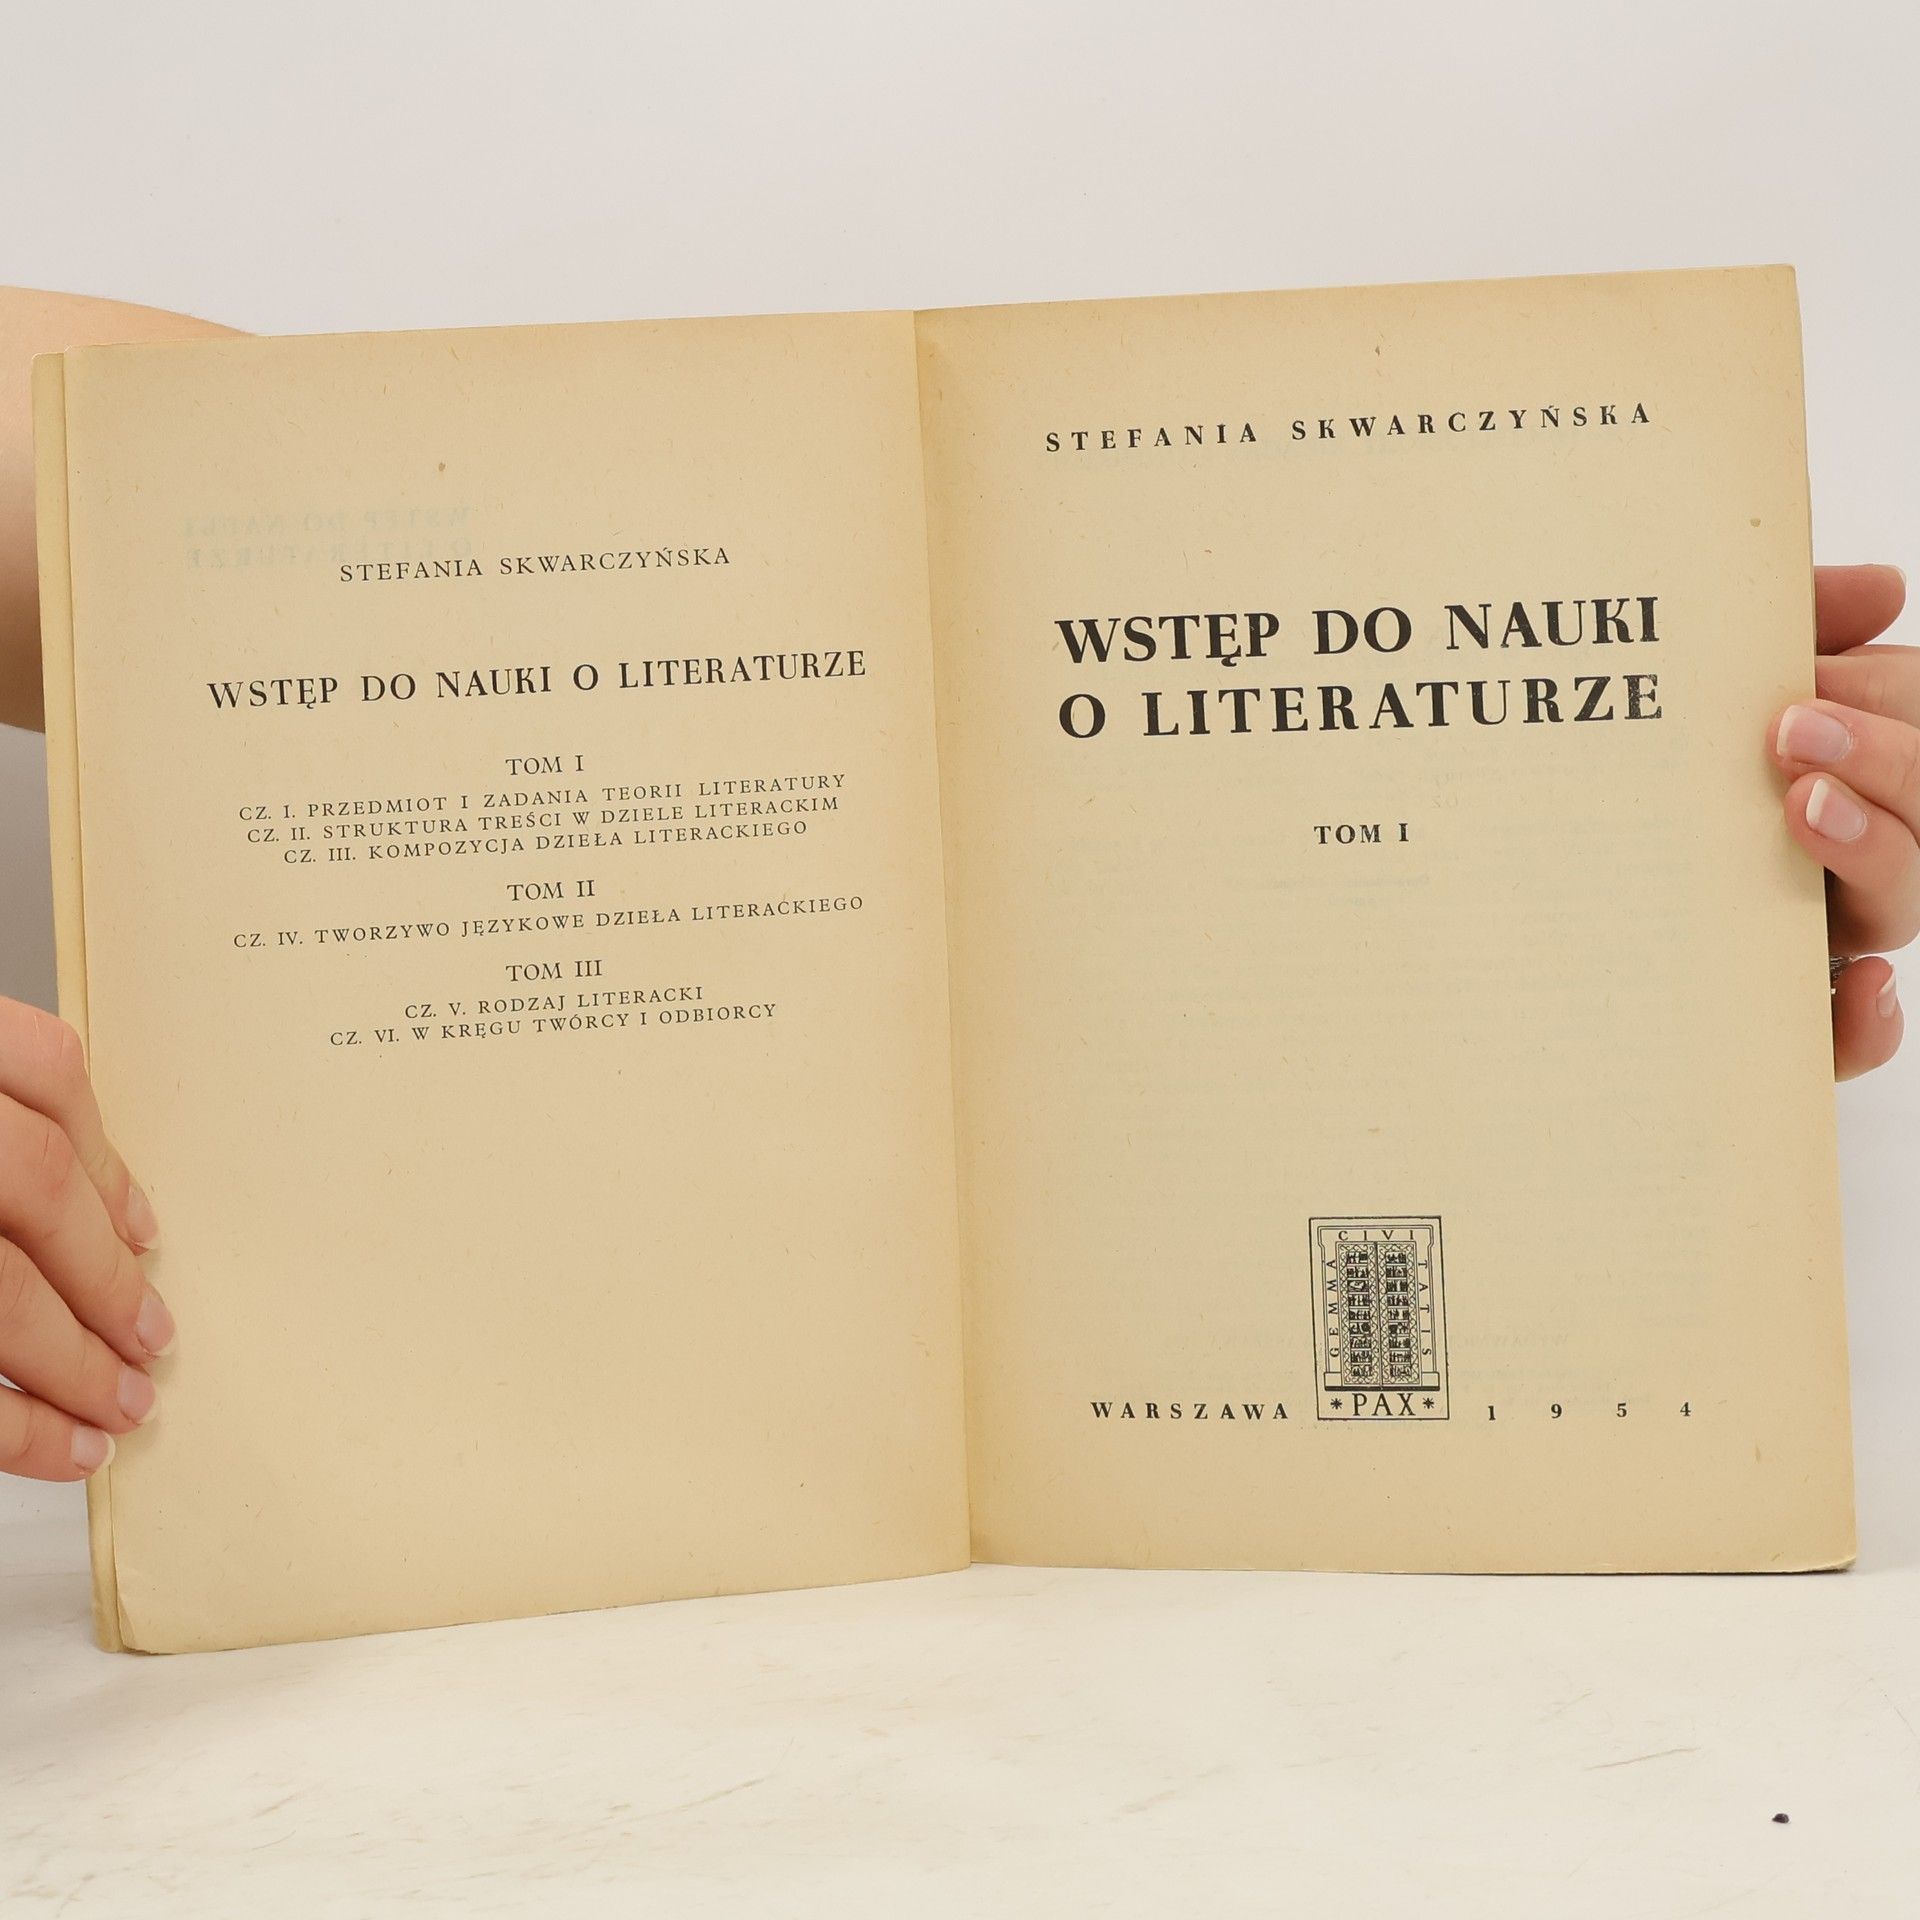 STEFANIA SKWARCZYŃSKA
WSTĘP DO NAUKI O LITERATURZE
TOM I
CZ. I. PRZEDMIOT I ZADANIA TEORII LITERATURY
CZ. II. STRUKTURA TREŚCI W DZIELE LITERACKIM
CZ. III. KOMPOZYCJA DZIEŁA LITERACKIEGO
TOM II
CZ. IV. TWORZYWO JĘZYKOWE DZIEŁA LITERACKIEGO
TOM III
CZ. V. RODZAJ LITERACKI
CZ. VI. W KRĘGU TWÓRCY I ODBIORCY
STEFANIA SKWARCZYŃSKA
WSTĘP DO NAUKI
O LITERATURZE
TOM I
GEMMA CIVITATIS
* PAX *
WARSZAWA 1954